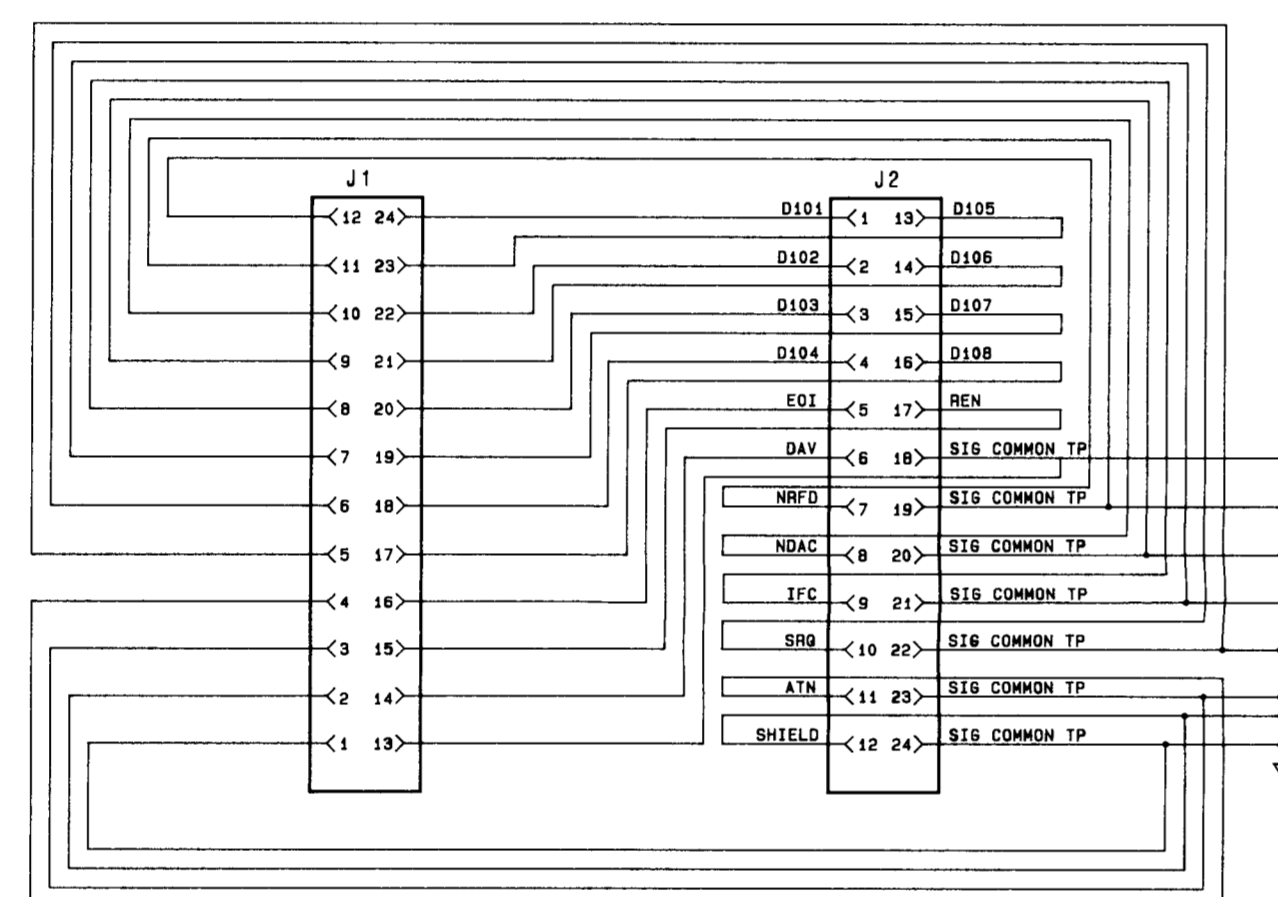 J1 J2
12 24 D101 1 13 D105
11 23 D102 2 14 D106
10 22 D103 3 15 D107
9 21 D104 4 16 D108
8 20 EOI 5 17 REN
7 19 DAV 6 18 SIG COMMON TP
6 18 NRFD 7 19 SIG COMMON TP
5 17 NDAC 8 20 SIG COMMON TP
4 16 IFC 9 21 SIG COMMON TP
3 15 SRQ 10 22 SIG COMMON TP
2 14 ATN 11 23 SIG COMMON TP
1 13 SHIELD 12 24 SIG COMMON TP